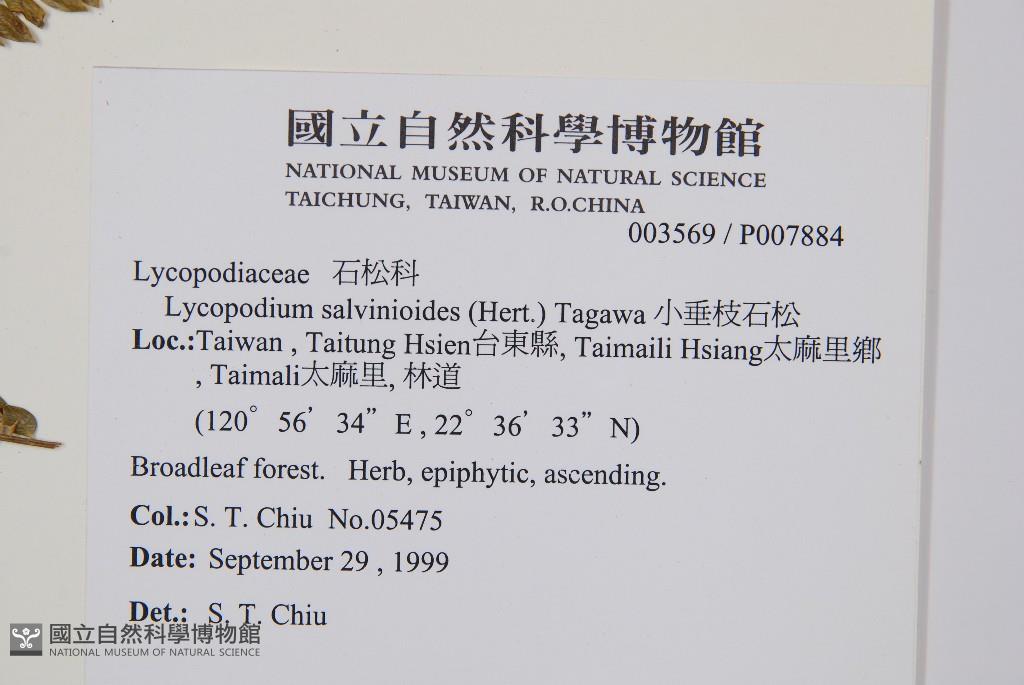 國立自然科學博物館
NATIONAL MUSEUM OF NATURAL SCIENCE
TAICHUNG, TAIWAN, R.O.CHINA
003569 / P007884
Lycopodiaceae 石松科
Lycopodium salvinioides (Hert.) Tagawa 小垂枝石松
Loc.:Taiwan , Taitung Hsien台東縣, Taimaili Hsiang太麻里鄉
, Taimali太麻里, 林道
(120° 56′ 34” E , 22° 36′ 33” N)
Broadleaf forest. Herb, epiphytic, ascending.
Col.:S. T. Chiu No.05475
Date: September 29 , 1999
Det.: S. T. Chiu
國立自然科學博物館
NATIONAL MUSEUM OF NATURAL SCIENCE